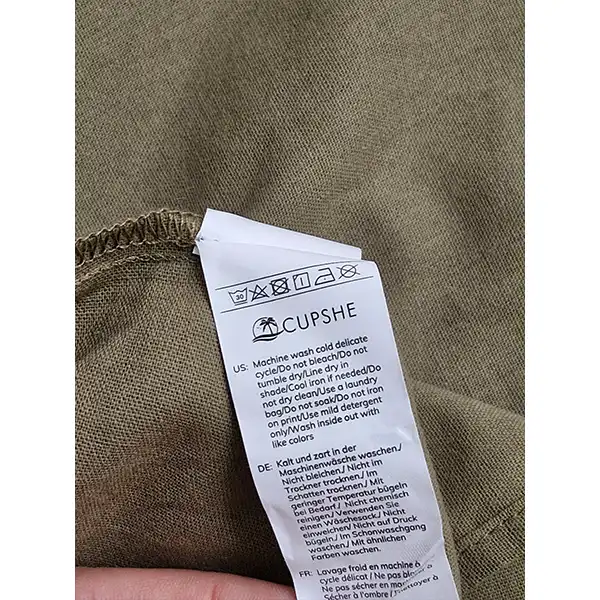 30
CUPSHE
US: Machine wash cold delicate
cycle/Do not bleach/Do not
tumble dry/Line dry in
shade/Cool iron if needed/Do
not dry clean/Use a laundry
bag/Do not soak/Do not iron
on print/Use mild detergent
only/Wash inside out with
like colors
DE: Kalt und zart in der
Maschinenwäsche waschen./
Nicht bleichen./ Nicht im
Trockner trocknen./ Im
Schatten trocknen./ Mit
geringer Temperatur bügeln
bei Bedarf./ Nicht chemisch
reinigen./ Verwenden Sie
einen Wäschesack./ Nicht
einweichen/ Nicht auf Druck
bügeln./ Im Schonwaschgang
waschen./ Mit ähnlichen
Farben waschen.
FR: Lavage froid en machine à
cycle délicat / Ne pas
Ne pas sécher en machine /
Sécher à l'ombre / nettoyer à